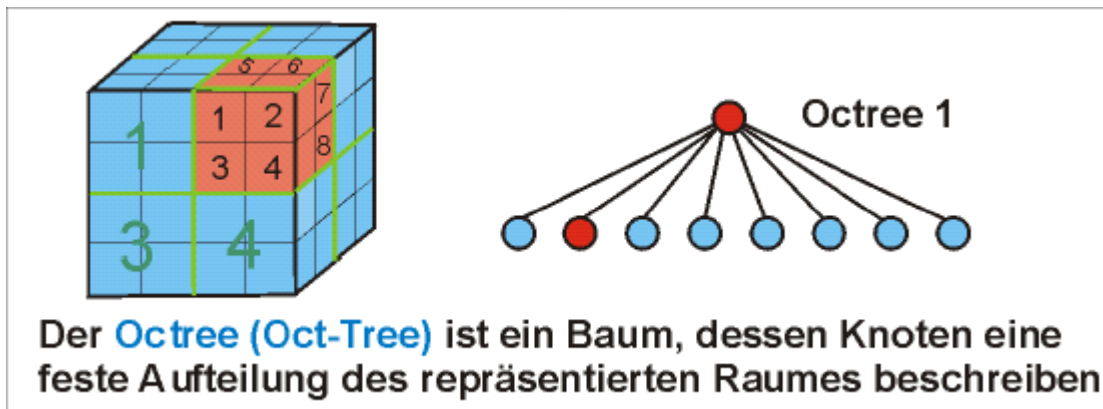 5 6
1 2 7
1
3 4 8
3 4
Octree 1
Der Octree (Oct-Tree) ist ein Baum, dessen Knoten eine
feste Aufteilung des repräsentierten Raumes beschreiben